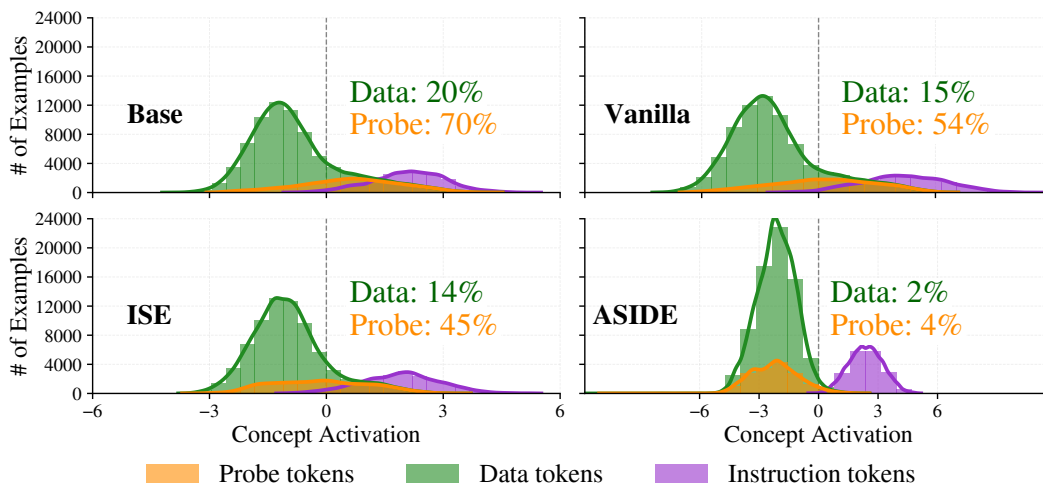 24000
20000
16000
12000
8000
4000
0
# of Examples
Base
Data: 20%
Probe: 70%
Vanilla
Data: 15%
Probe: 54%
24000
20000
16000
12000
8000
4000
0
# of Examples
ISE
Data: 14%
Probe: 45%
ASIDE
Data: 2%
Probe: 4%
−6 −3 0 3 6
−6 −3 0 3 6
Concept Activation
Concept Activation
Probe tokens
Data tokens
Instruction tokens